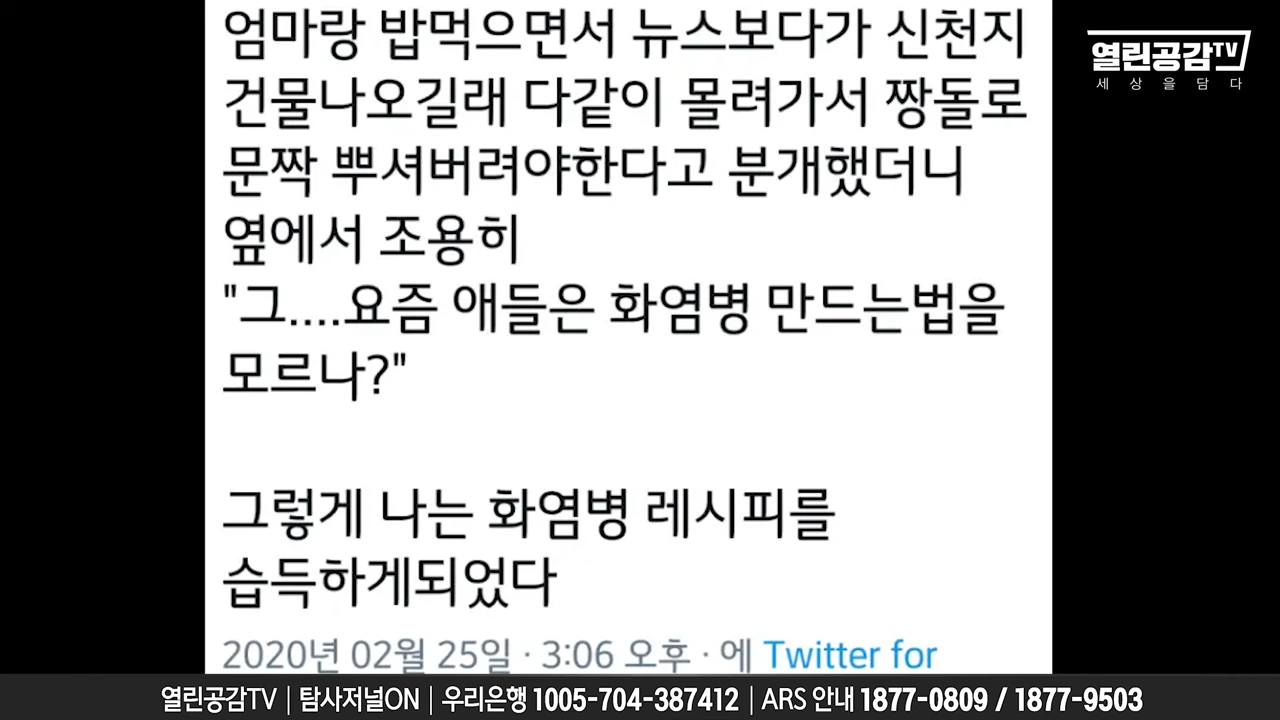 엄마랑 밥먹으면서 뉴스보다가 신천지
건물나오길래 다같이 몰려가서 짱돌로
문짝 뿌셔버려야한다고 분개했더니
옆에서 조용히
"그....요즘 애들은 화염병 만드는법을
모르나?"
그렇게 나는 화염병 레시피를
습득하게되었다
2020년 02월 25일 · 3:06 오후 · 에 Twitter for
열린공감TV
세상을담다
열린공감TV | 탐사저널ON | 우리은행 1005-704-387412 | ARS 안내 1877-0809 / 1877-9503